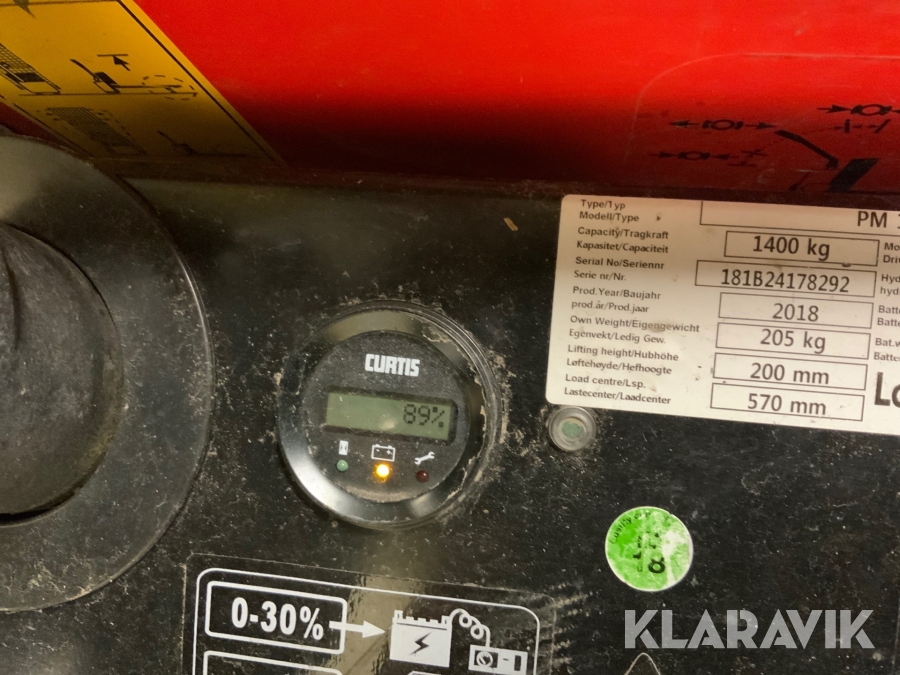 Type/Typ
Modell/Type
PM
Capacity/Tragkraft
Kapasitet/Capaciteit
1400 kg
Serial No/Seriennr
Serie nr/Nr.
181B24178292
Prod.Year/Baujahr
prod.år/Prod.jaar
2018
Own Weight/Eigengewicht
Egenvekt/Ledig Gew.
205 kg
Lifting height/Hubhöhe
Løftehøyde/Hefhoogte
200 mm
Load centre/Lsp.
Lastecenter/Laadcenter
570 mm
CURTIS
89%
0-30%
KLARAVIK